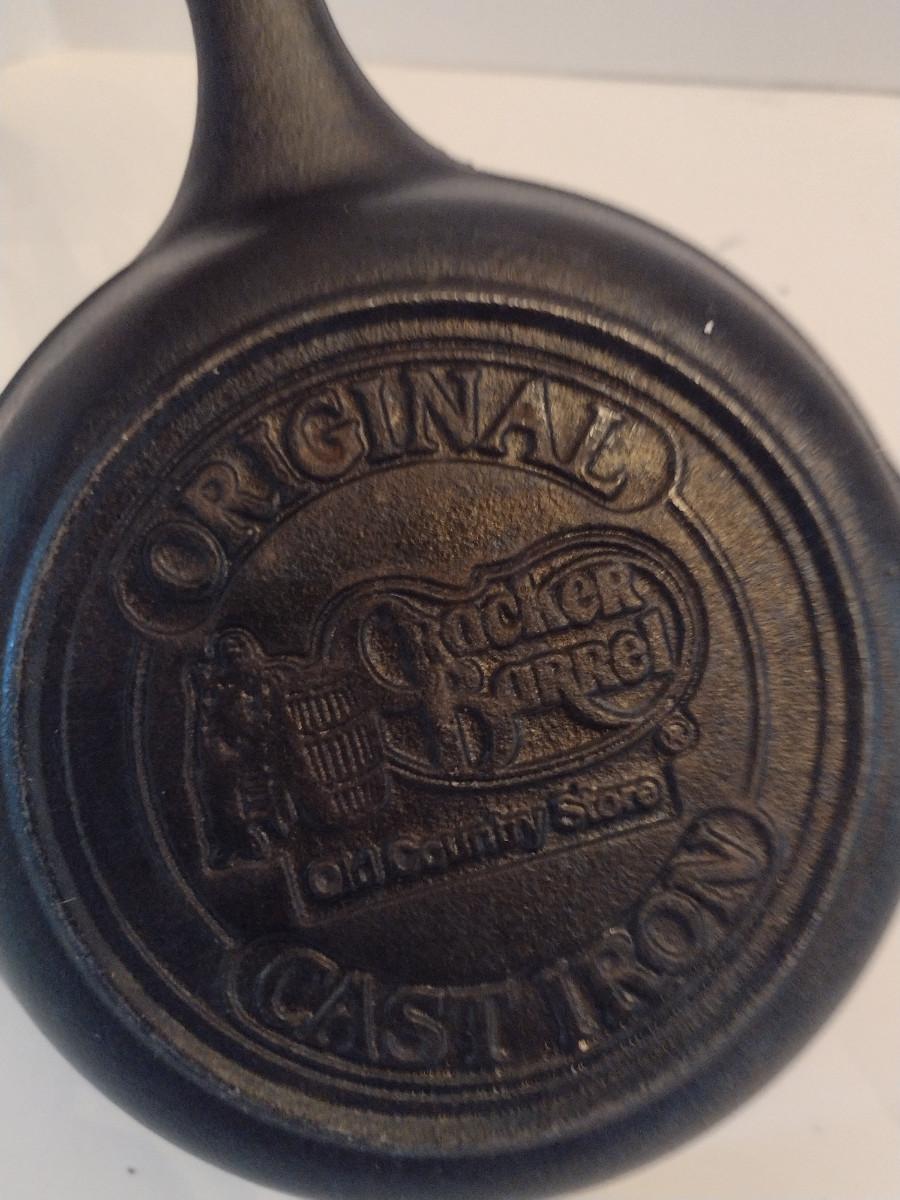 ORIGINAL
Cracker
Barrel
®
Old Country Store
CAST IRON